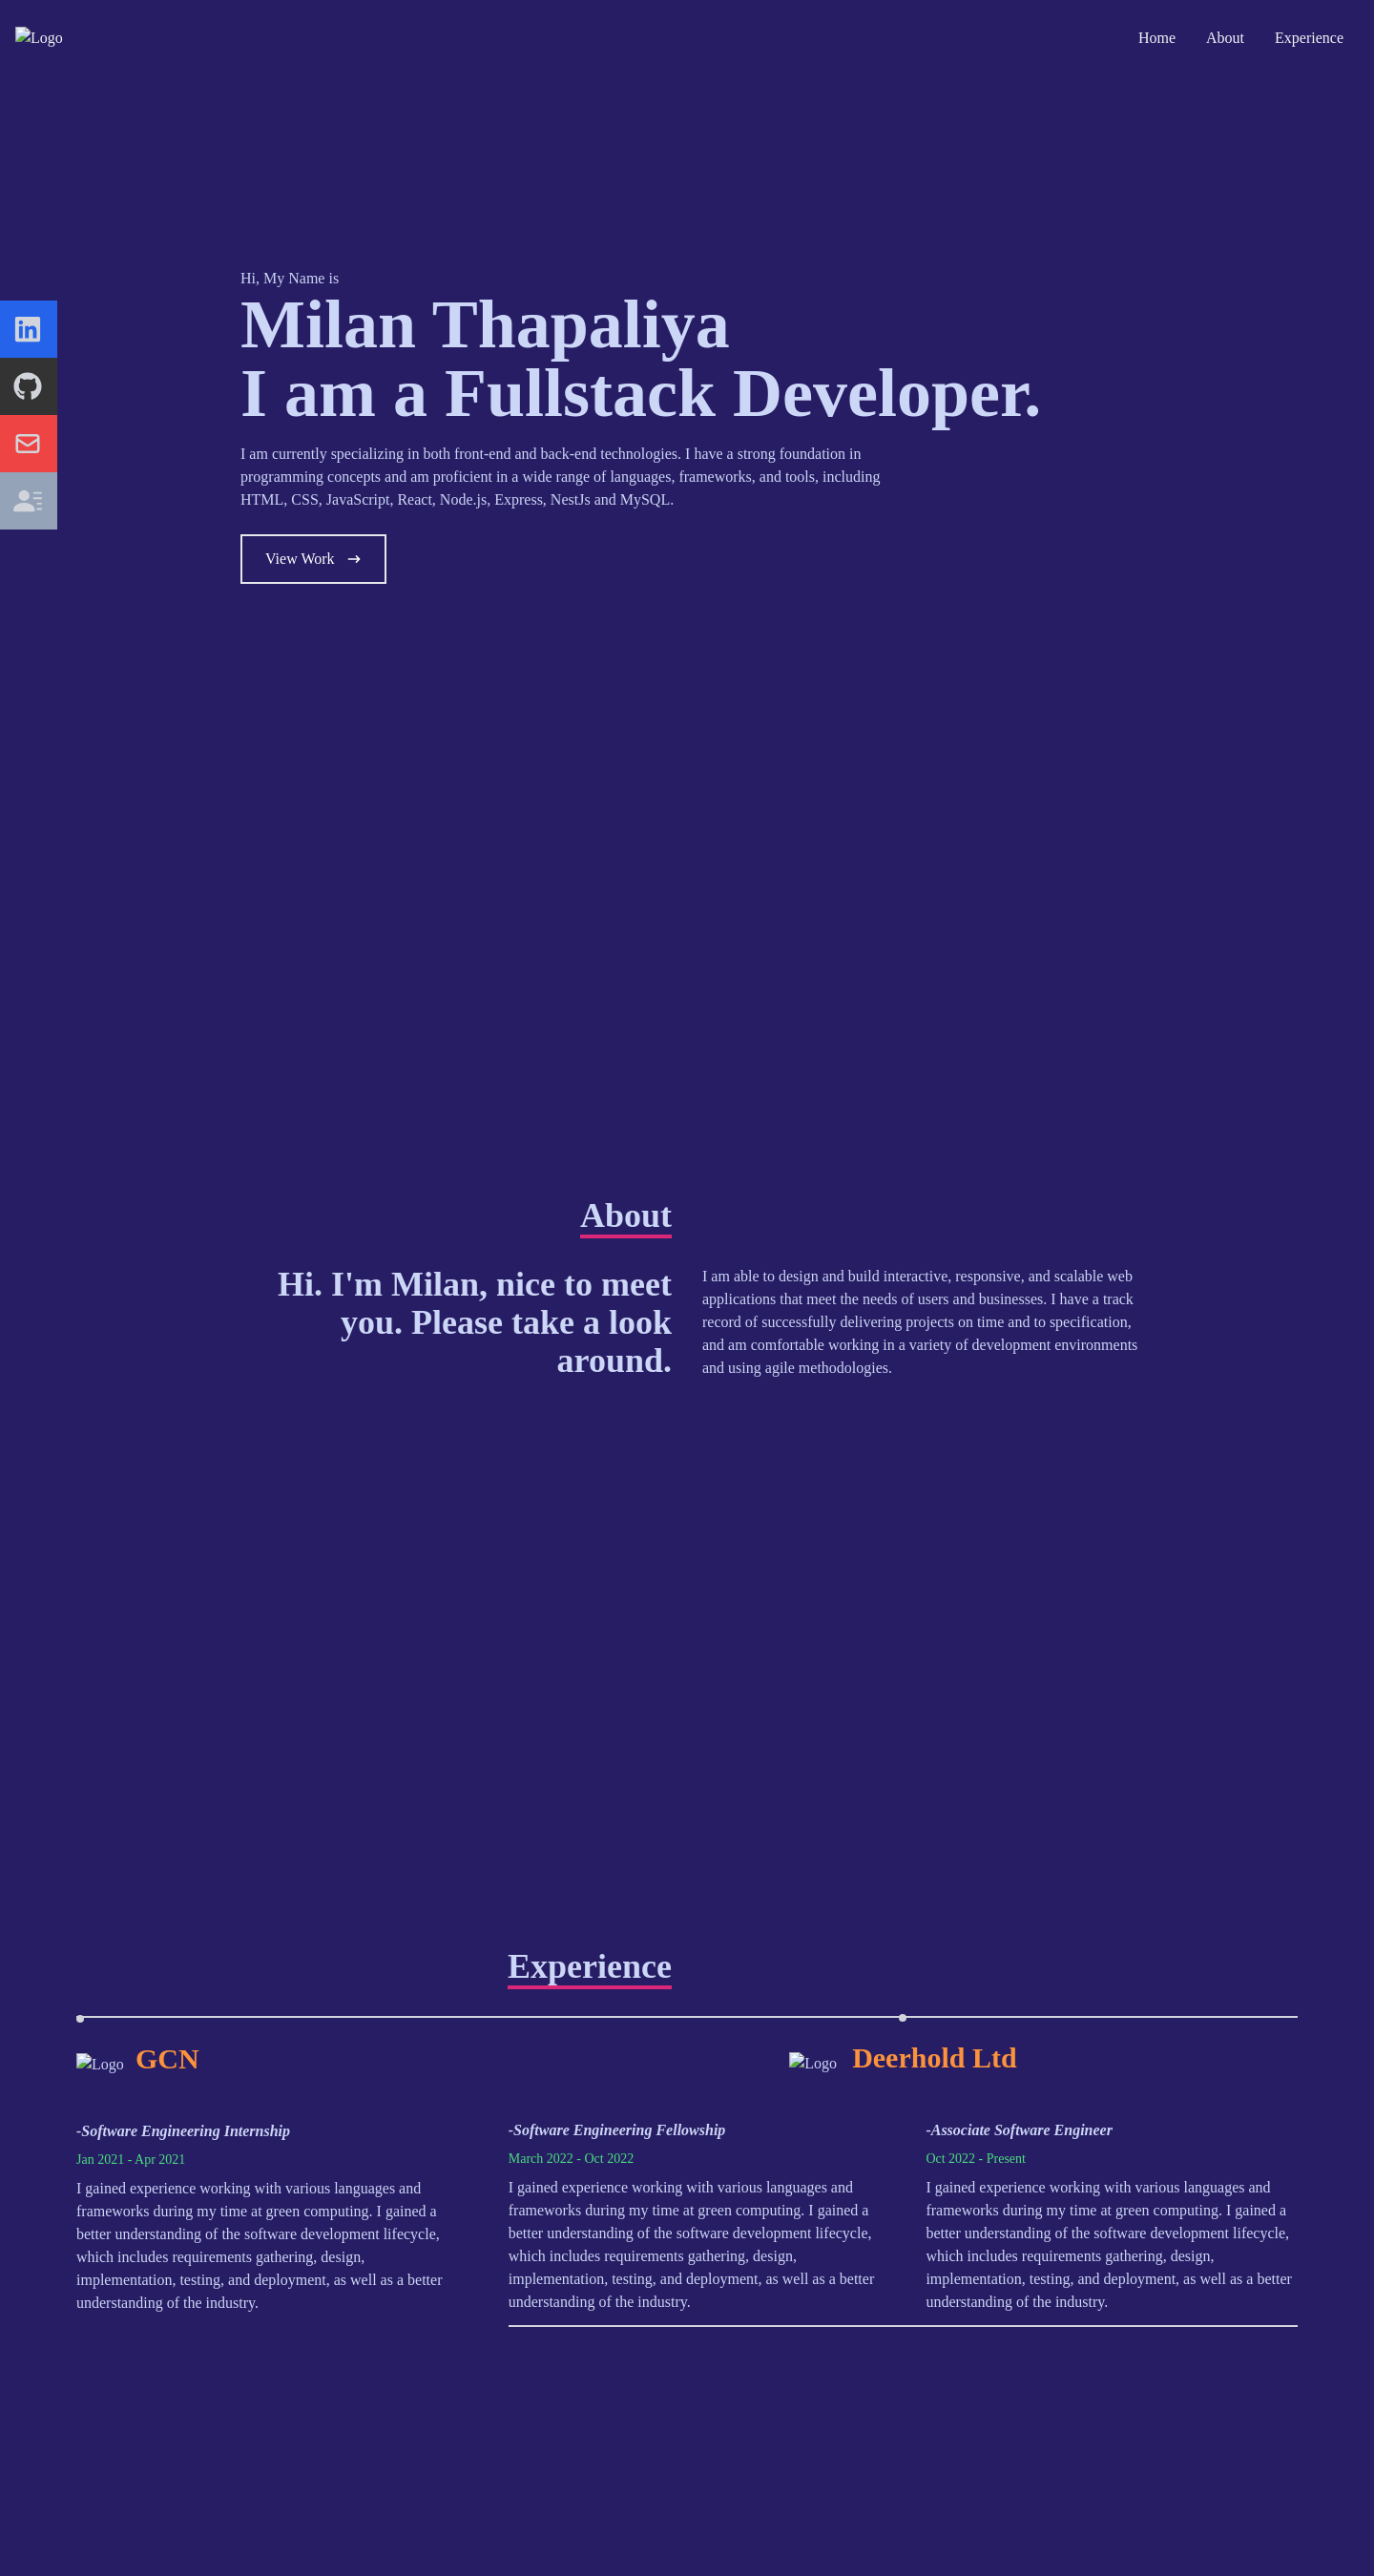 Logo
Home About Experience
Hi, My Name is
Milan Thapaliya
I am a Fullstack Developer.
I am currently specializing in both front-end and back-end technologies. I have a strong foundation in
programming concepts and am proficient in a wide range of languages, frameworks, and tools, including
HTML, CSS, JavaScript, React, Node.js, Express, NestJs and MySQL.
View Work
About
Hi. I'm Milan, nice to meet
you. Please take a look
around.
I am able to design and build interactive, responsive, and scalable web
applications that meet the needs of users and businesses. I have a track
record of successfully delivering projects on time and to specification,
and am comfortable working in a variety of development environments
and using agile methodologies.
Experience
Logo GCN
-Software Engineering Internship
Jan 2021 - Apr 2021
I gained experience working with various languages and
frameworks during my time at green computing. I gained a
better understanding of the software development lifecycle,
which includes requirements gathering, design,
implementation, testing, and deployment, as well as a better
understanding of the industry.
Logo Deerhold Ltd
-Software Engineering Fellowship
March 2022 - Oct 2022
I gained experience working with various languages and
frameworks during my time at green computing. I gained a
better understanding of the software development lifecycle,
which includes requirements gathering, design,
implementation, testing, and deployment, as well as a better
understanding of the industry.
-Associate Software Engineer
Oct 2022 - Present
I gained experience working with various languages and
frameworks during my time at green computing. I gained a
better understanding of the software development lifecycle,
which includes requirements gathering, design,
implementation, testing, and deployment, as well as a better
understanding of the industry.